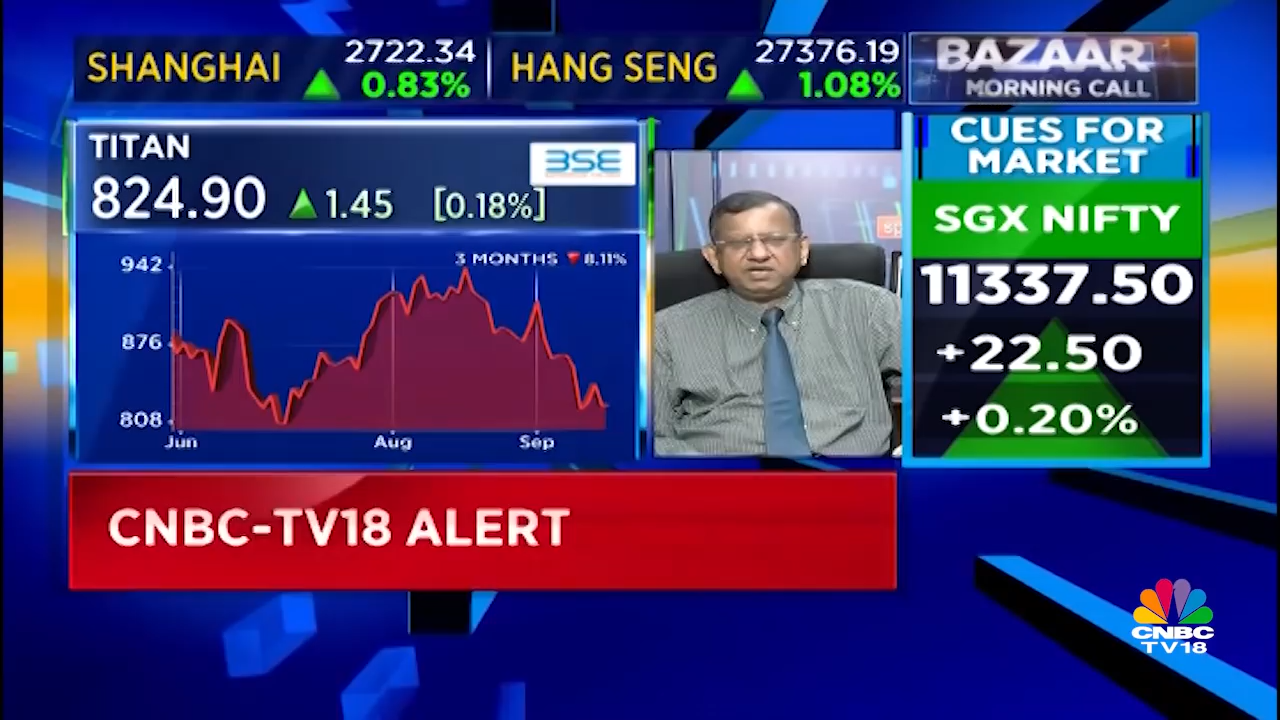 SHANGHAI
2722.34
0.83%
HANG SENG
27376.19
1.08%
BAZAAR
MORNING CALL
TITAN
824.90
1.45
[0.18%]
BSE
3 MONTHS 8.11%
942
876
808
Jun
Aug
Sep
CUES FOR
MARKET
SGX NIFTY
11337.50
+22.50
+0.20%
CNBC-TV18 ALERT
CNBC
TV18